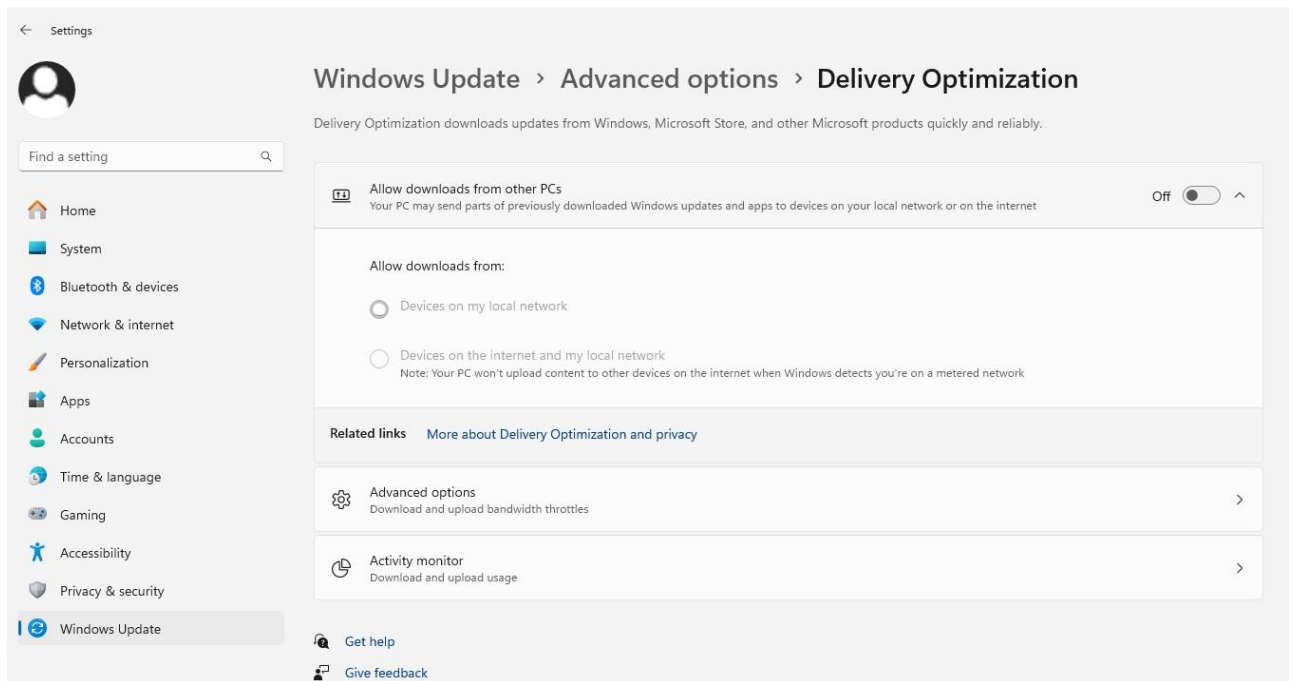 Settings
Find a setting
Home
System
Bluetooth & devices
Network & internet
Personalization
Apps
Accounts
Time & language
Gaming
Accessibility
Privacy & security
Windows Update
Windows Update > Advanced options > Delivery Optimization
Delivery Optimization downloads updates from Windows, Microsoft Store, and other Microsoft products quickly and reliably.
Allow downloads from other PCs
Your PC may send parts of previously downloaded Windows updates and apps to devices on your local network or on the internet
Off
Allow downloads from:
Devices on my local network
Devices on the internet and my local network
Note: Your PC won't upload content to other devices on the internet when Windows detects you're on a metered network
Related links More about Delivery Optimization and privacy
Advanced options
Download and upload bandwidth throttles
Activity monitor
Download and upload usage
Get help
Give feedback